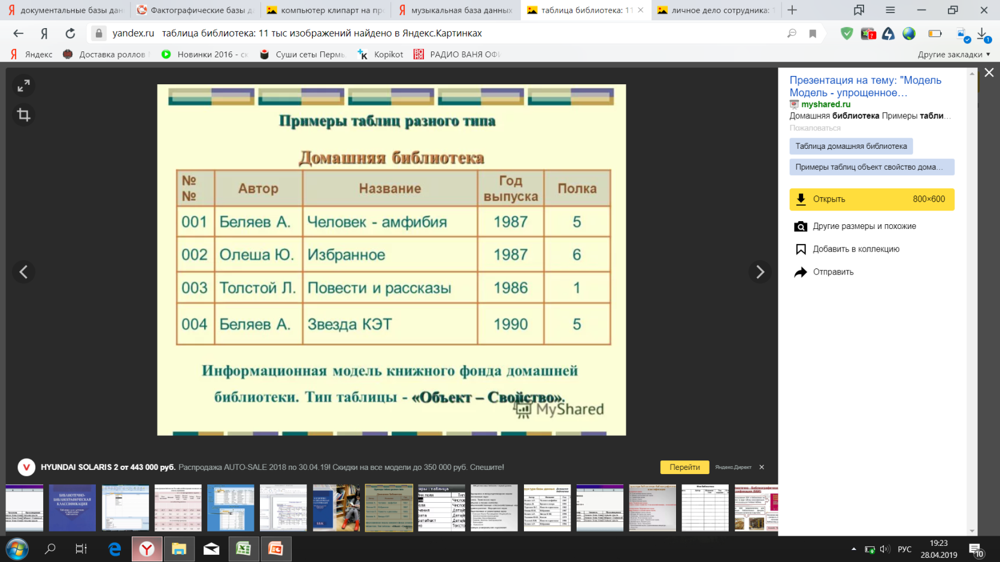 документальные базы дан
Фактографические базы д
компьютер клипарт на про
музыкальная база данных
таблица библиотека: 11
личное дело сотрудника: 1
yandex.ru таблица библиотека: 11 тыс изображений найдено в Яндекс.Картинках
Яндекс
Доставка роллов
Новинки 2016 - ск
Суши сеты Пермь
Kopikot
РАДИО ВАНЯ ОФИ
Другие закладки
Примеры таблиц разного типа
Домашняя библиотека
№ № Автор Название Год выпуска Полка
001 Беляев А. Человек - амфибия 1987 5
002 Олеша Ю. Избранное 1987 6
003 Толстой Л. Повести и рассказы 1986 1
004 Беляев А. Звезда КЭТ 1990 5
Информационная модель книжного фонда домашней
библиотеки. Тип таблицы - «Объект – Свойство».
MyShared
Презентация на тему: "Модель
Модель - упрощенное…
myshared.ru
Домашняя библиотека Примеры табли…
Пожаловаться
Таблица домашняя библиотека
Примеры таблиц объект свойство дома…
Открыть 800×600
Другие размеры и похожие
Добавить в коллекцию
Отправить
HYUNDAI SOLARIS 2 от 443 000 руб. Распродажа AUTO-SALE 2018 по 30.04.19! Скидки на все модели до 350 000 руб. Спешите!
Перейти
Яндекс.Директ
БИБЛИОТЕЧНО-
БИБЛИОГРАФИЧЕСКАЯ
КЛАССИФИКАЦИЯ
ББК
РУС
19:23
28.04.2019
10